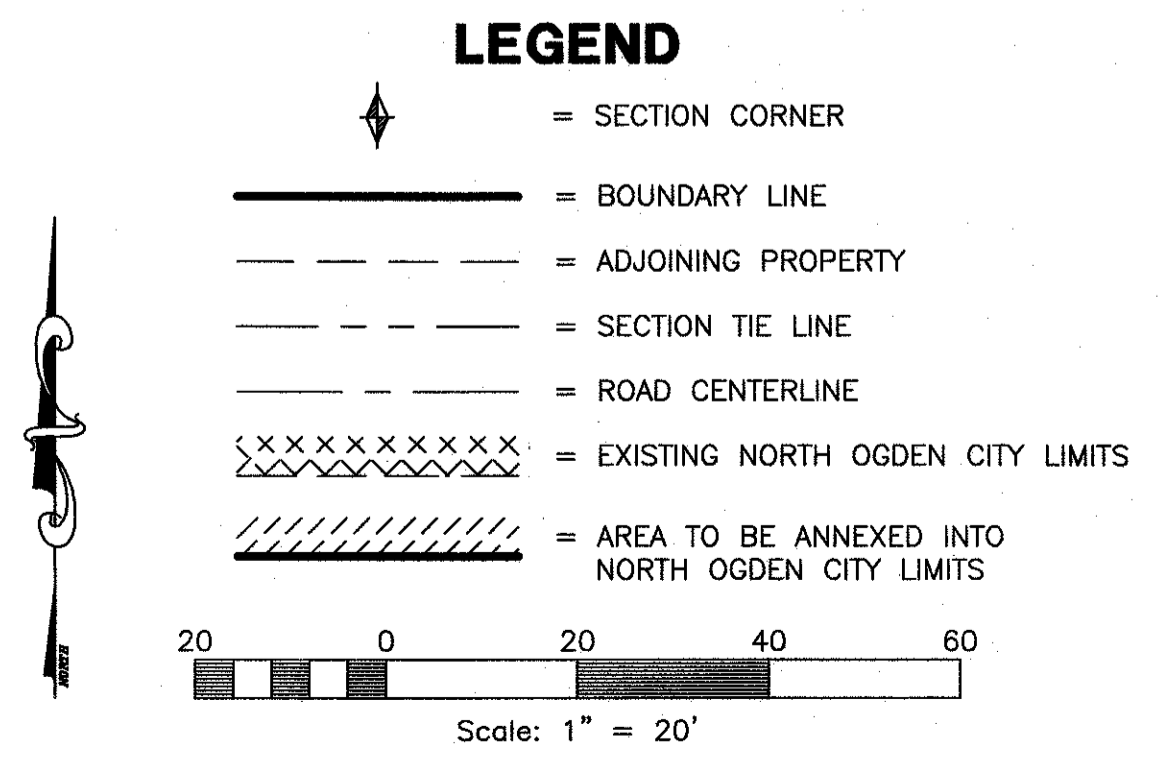 LEGEND
= SECTION CORNER
= BOUNDARY LINE
= ADJOINING PROPERTY
= SECTION TIE LINE
= ROAD CENTERLINE
= EXISTING NORTH OGDEN CITY LIMITS
= AREA TO BE ANNEXED INTO
NORTH OGDEN CITY LIMITS
NORTH
20 0 20 40 60
Scale: 1" = 20'